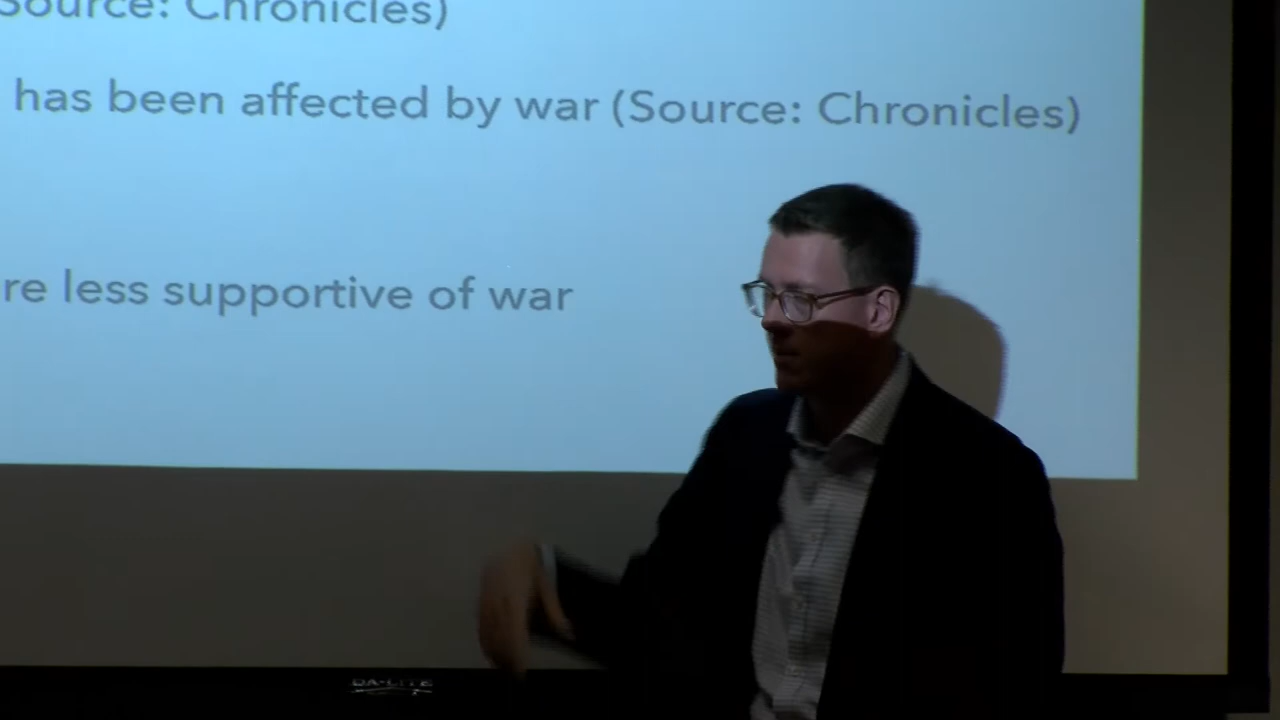 Source: Chronicles)
has been affected by war (Source: Chronicles)
re less supportive of war
DA-LITE